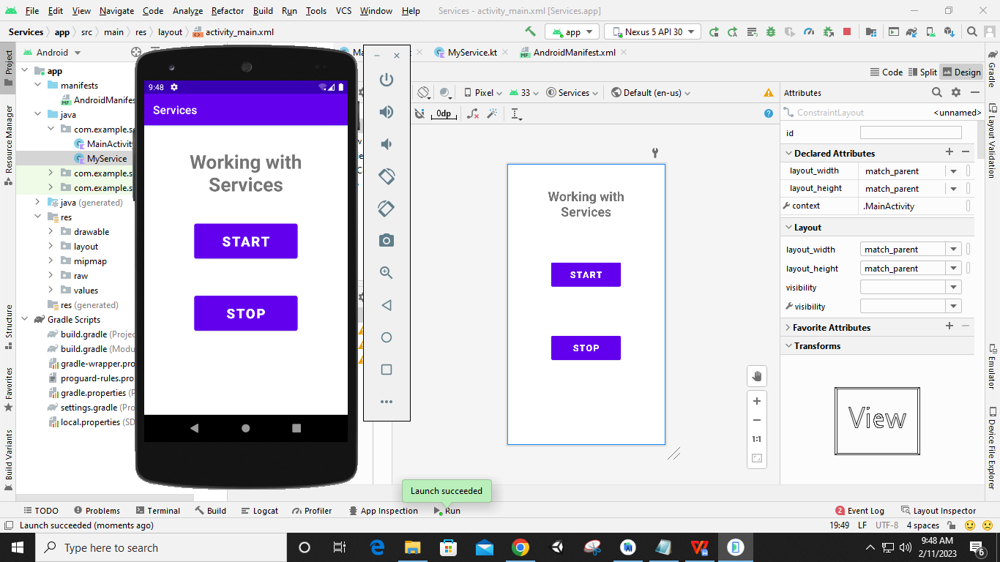 File Edit View Navigate Code Analyze Refactor Build Run Tools VCS Window Help Services - activity_main.xml [Services.app]
Services app src main res layout activity_main.xml
app Nexus 5 API 30
Android
MyService.kt AndroidManifest.xml
Code Split Design
Project
Resource Manager
Structure
Favorites
Build Variants
app
manifests
AndroidManifes
java
com.example.se
MainActivity
MyService
com.example.s
com.example.s
java (generated)
res
drawable
layout
mipmap
raw
values
res (generated)
Gradle Scripts
build.gradle (Projec
build.gradle (Modu
gradle-wrapper.pro
proguard-rules.pro
gradle.properties (P
settings.gradle (Pro
local.properties (SD
9:48
Services
Working with
Services
START
STOP
Pixel 33 Services Default (en-us)
0dp
Working with
Services
START
STOP
1:1
Attributes
ConstraintLayout <unnamed>
id
Declared Attributes
layout_width match_parent
layout_height match_parent
context .MainActivity
Layout
layout_width match_parent
layout_height match_parent
visibility
visibility
Favorite Attributes
Transforms
View
Gradle
Layout Validation
Emulator
Device File Explorer
Launch succeeded
TODO Problems Terminal Build Logcat Profiler App Inspection Run 2 Event Log Layout Inspector
Launch succeeded (moments ago) 19:49 LF UTF-8 4 spaces
Type here to search
9:48 AM
2/11/2023
6